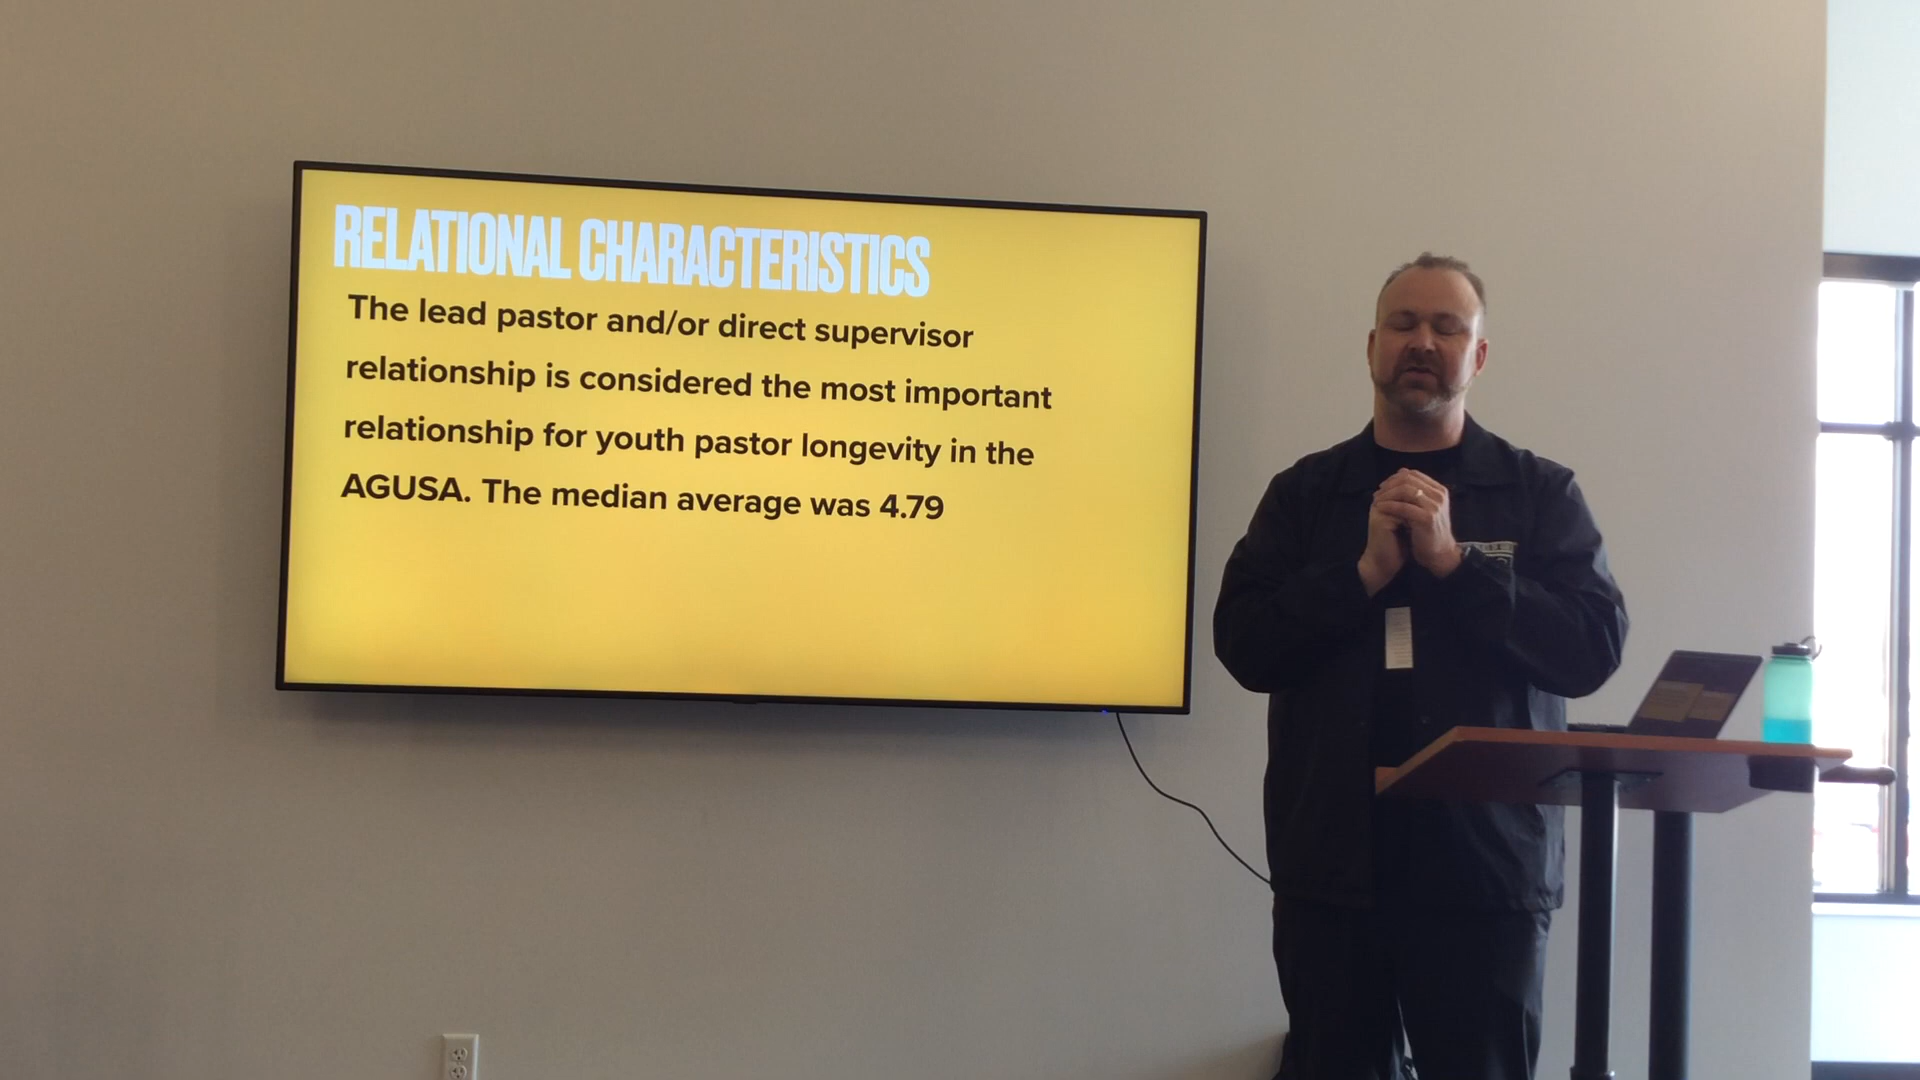 RELATIONAL CHARACTERISTICS
The lead pastor and/or direct supervisor
relationship is considered the most important
relationship for youth pastor longevity in the
AGUSA. The median average was 4.79